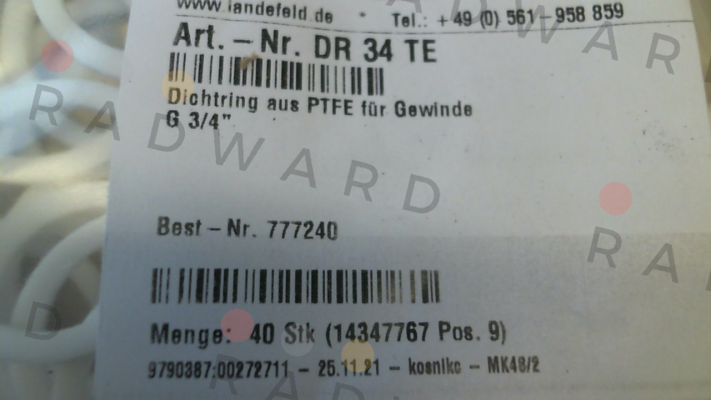 www.landefeld.de * Tel.: +49 (0) 561-958 859
Art.-Nr. DR 34 TE
Dichtring aus PTFE für Gewinde
G 3/4"
RADWARD
Best-Nr. 777240
Menge: 40 Stk (14347767 Pos. 9)
9790387:00272711 - 25.11.21 - kosnikc - MK48/2